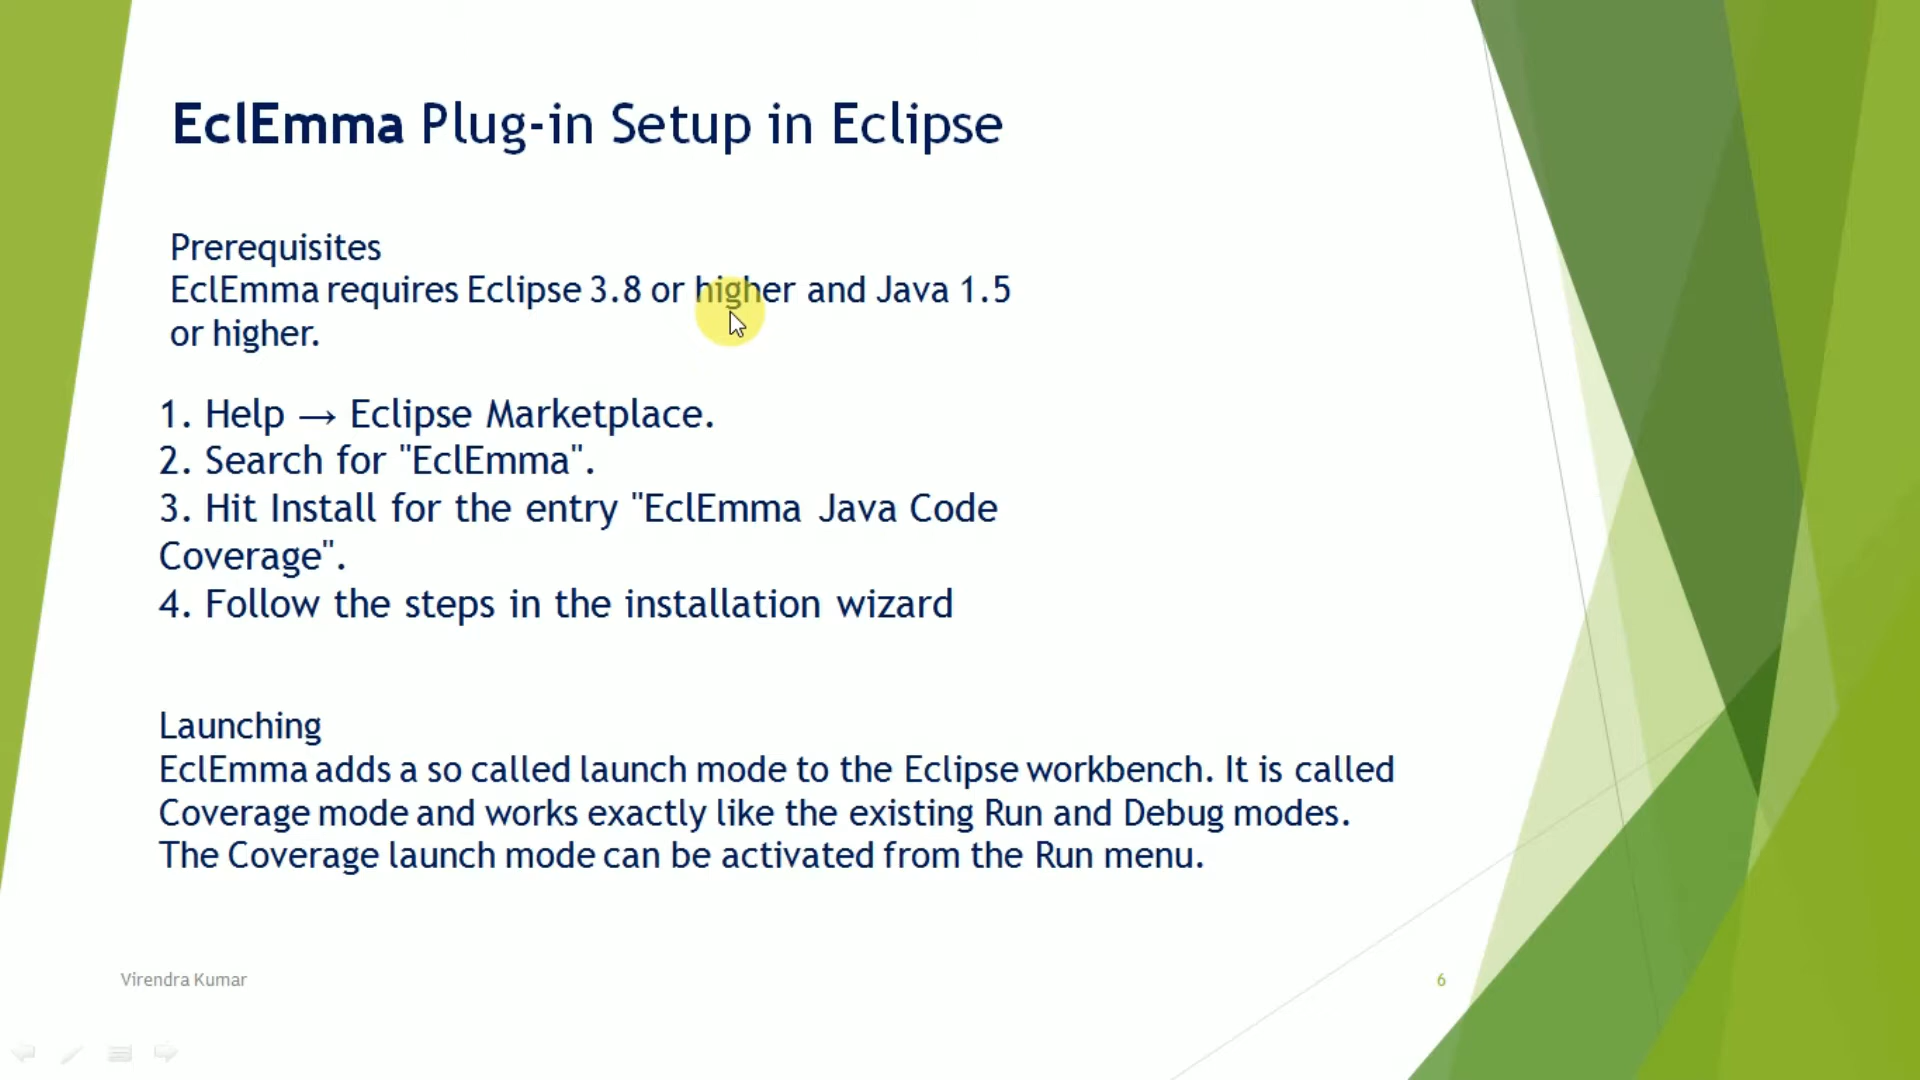 EclEmma Plug-in Setup in Eclipse
Prerequisites
EclEmma requires Eclipse 3.8 or higher and Java 1.5
or higher.
1. Help → Eclipse Marketplace.
2. Search for "EclEmma".
3. Hit Install for the entry "EclEmma Java Code
Coverage".
4. Follow the steps in the installation wizard
Launching
EclEmma adds a so called launch mode to the Eclipse workbench. It is called
Coverage mode and works exactly like the existing Run and Debug modes.
The Coverage launch mode can be activated from the Run menu.
Virendra Kumar
6